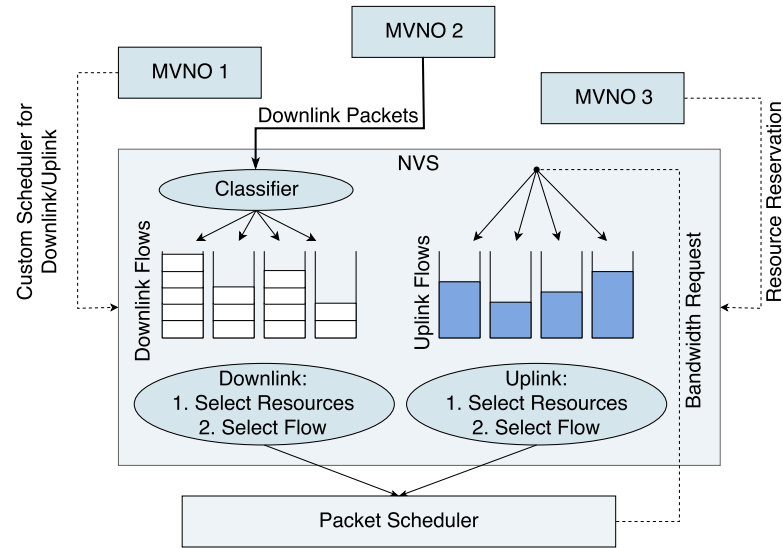 MVNO 2
MVNO 1
MVNO 3
Downlink Packets
Custom Scheduler for
Downlink/Uplink
NVS
Classifier
Resource Reservation
Downlink Flows
Uplink Flows
Bandwidth Request
Downlink:
1. Select Resources
2. Select Flow
Uplink:
1. Select Resources
2. Select Flow
Packet Scheduler